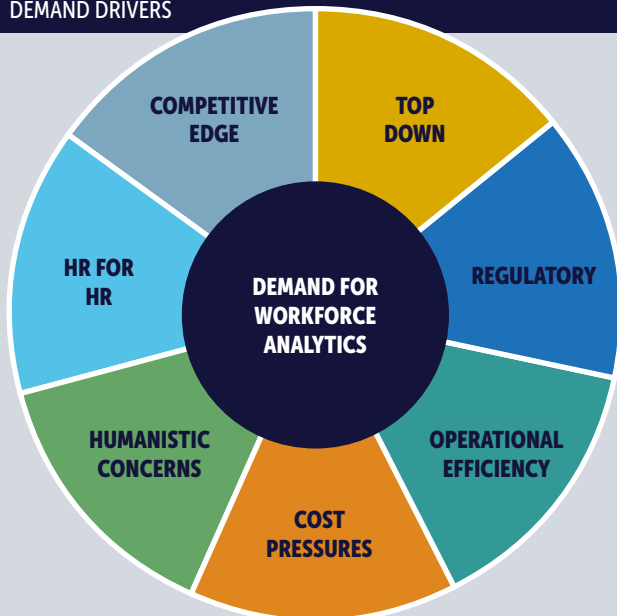 DEMAND DRIVERS
COMPETITIVE
EDGE
TOP
DOWN
HR FOR
HR
DEMAND FOR
WORKFORCE
ANALYTICS
REGULATORY
HUMANISTIC
CONCERNS
OPERATIONAL
EFFICIENCY
COST
PRESSURES